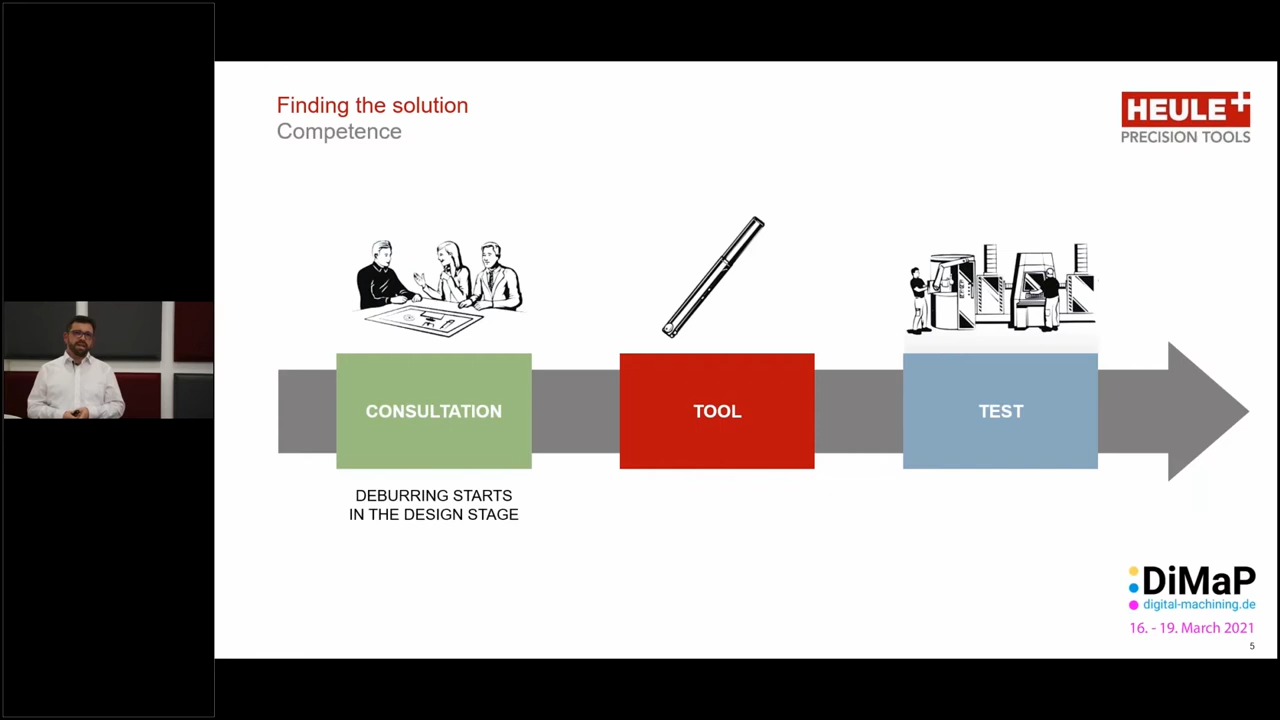 Finding the solution
Competence
HEULE
PRECISION TOOLS
CONSULTATION
TOOL
TEST
DEBURRING STARTS
IN THE DESIGN STAGE
DiMaP
digital-machining.de
16. - 19. March 2021
5